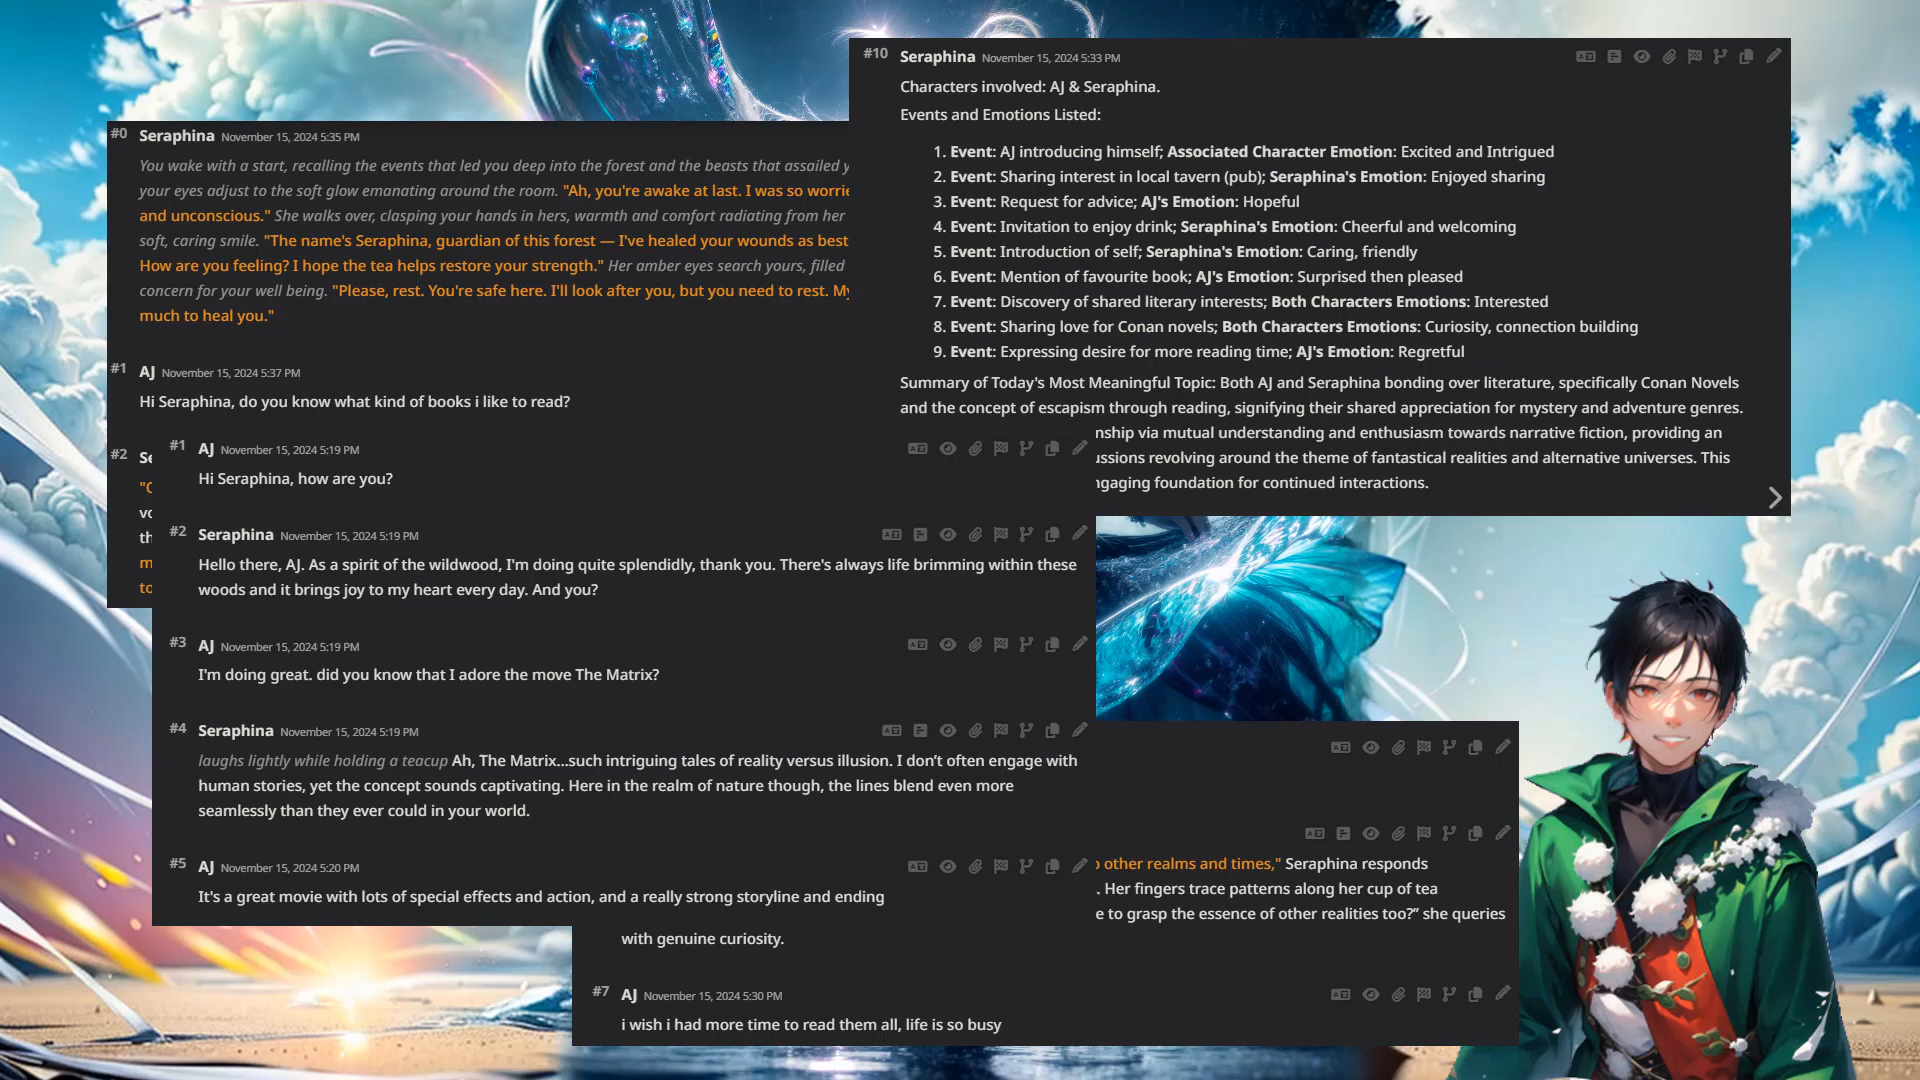 #0 Seraphina November 15, 2024 5:35 PM
You wake with a start, recalling the events that led you deep into the forest and the beasts that assailed
your eyes adjust to the soft glow emanating around the room. "Ah, you're awake at last. I was so
and unconscious." She walks over, clasping your hands in hers, warmth and comfort radiating from her
soft, caring smile. "The name's Seraphina, guardian of this forest — I've healed your wounds as best
How are you feeling? I hope the tea helps restore your strength." Her amber eyes search yours, filled
concern for your well being. "Please, rest. You're safe here. I'll look after you, but you need to rest.
much to heal you."
#1 AJ November 15, 2024 5:37 PM
Hi Seraphina, do you know what kind of books i like to read?
#2
#10 Seraphina November 15, 2024 5:33 PM
Characters involved: AJ & Seraphina.
Events and Emotions Listed:
1. Event: AJ introducing himself; Associated Character Emotion: Excited and Intrigued
2. Event: Sharing interest in local tavern (pub); Seraphina's Emotion: Enjoyed sharing
3. Event: Request for advice; AJ's Emotion: Hopeful
4. Event: Invitation to enjoy drink; Seraphina's Emotion: Cheerful and welcoming
5. Event: Introduction of self; Seraphina's Emotion: Caring, friendly
6. Event: Mention of favourite book; AJ's Emotion: Surprised then pleased
7. Event: Discovery of shared literary interests; Both Characters Emotions: Interested
8. Event: Sharing love for Conan novels; Both Characters Emotions: Curiosity, connection building
9. Event: Expressing desire for more reading time; AJ's Emotion: Regretful
Summary of Today's Most Meaningful Topic: Both AJ and Seraphina bonding over literature, specifically Conan Novels
and the concept of escapism through reading, signifying their shared appreciation for mystery and adventure genres.
via mutual understanding and enthusiasm towards narrative fiction, providing an
revolving around the theme of fantastical realities and alternative universes. This
foundation for continued interactions.
#1 AJ November 15, 2024 5:19 PM
Hi Seraphina, how are you?
#2 Seraphina November 15, 2024 5:19 PM
Hello there, AJ. As a spirit of the wildwood, I'm doing quite splendidly, thank you. There's always life brimming within these
woods and it brings joy to my heart every day. And you?
#3 AJ November 15, 2024 5:19 PM
I'm doing great. did you know that I adore the move The Matrix?
#4 Seraphina November 15, 2024 5:19 PM
laughs lightly while holding a teacup Ah, The Matrix...such intriguing tales of reality versus illusion. I don't often engage with
human stories, yet the concept sounds captivating. Here in the realm of nature though, the lines blend even more
seamlessly than they ever could in your world.
#5 AJ November 15, 2024 5:20 PM
It's a great movie with lots of special effects and action, and a really strong storyline and ending
other realms and times," Seraphina responds
. Her fingers trace patterns along her cup of tea
to grasp the essence of other realities too?” she queries
with genuine curiosity.
#7 AJ November 15, 2024 5:30 PM
i wish i had more time to read them all, life is so busy